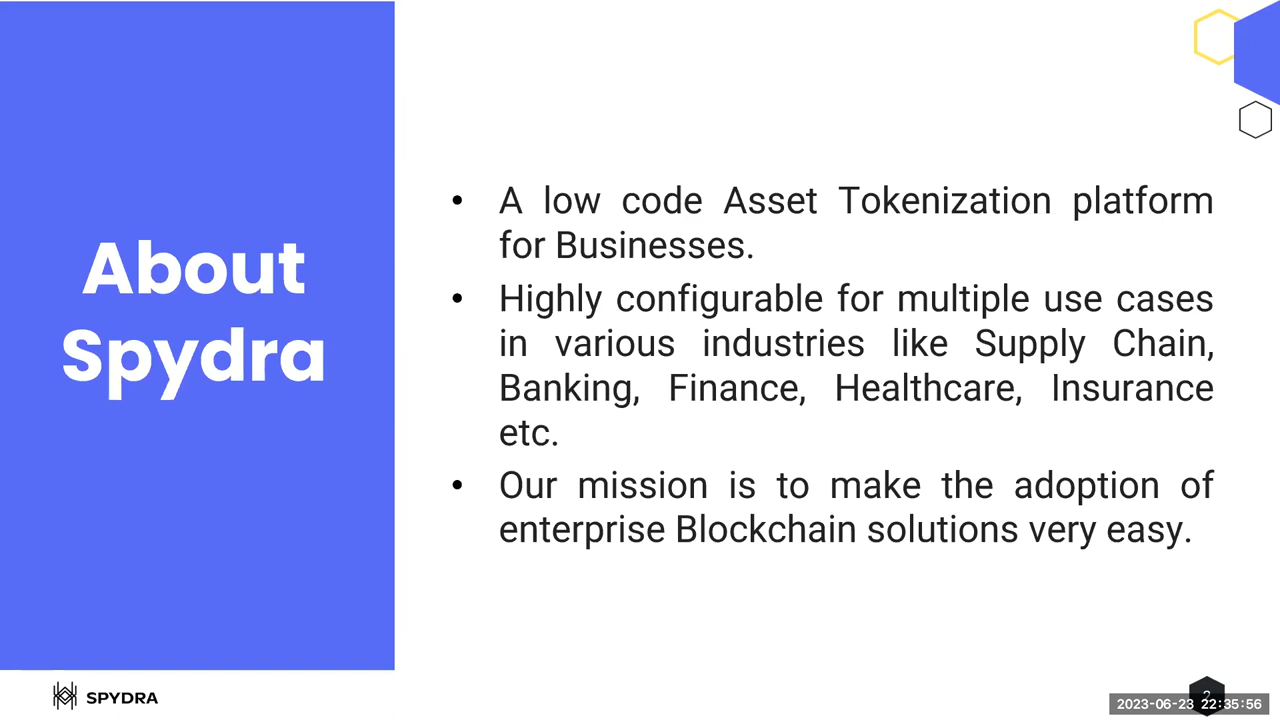 About
Spydra
• A low code Asset Tokenization platform
for Businesses.
• Highly configurable for multiple use cases
in various industries like Supply Chain,
Banking, Finance, Healthcare, Insurance
etc.
• Our mission is to make the adoption of
enterprise Blockchain solutions very easy.
SPYDRA
2
2023-06-23 22:35:56